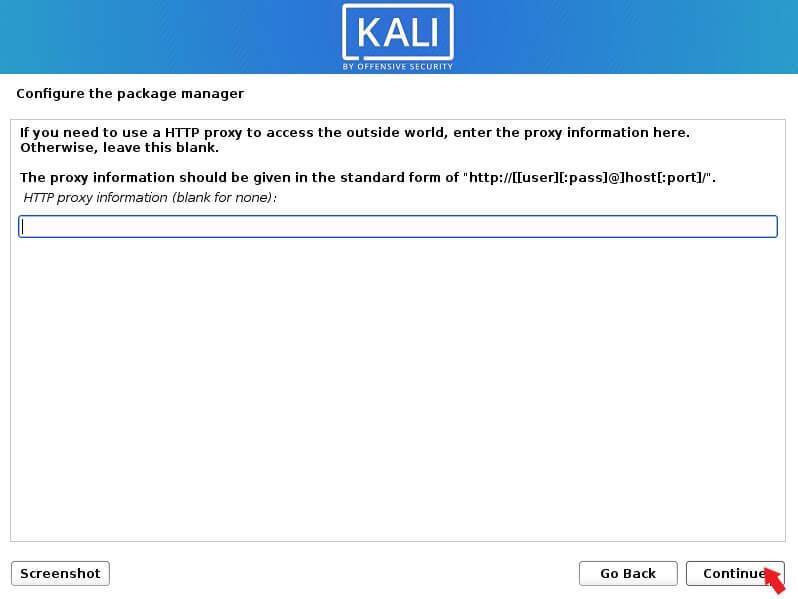 KALI
BY OFFENSIVE SECURITY
Configure the package manager
If you need to use a HTTP proxy to access the outside world, enter the proxy information here.
Otherwise, leave this blank.
The proxy information should be given in the standard form of "http://[[user][:pass]@]host[:port]/".
HTTP proxy information (blank for none):
Screenshot
Go Back
Continue